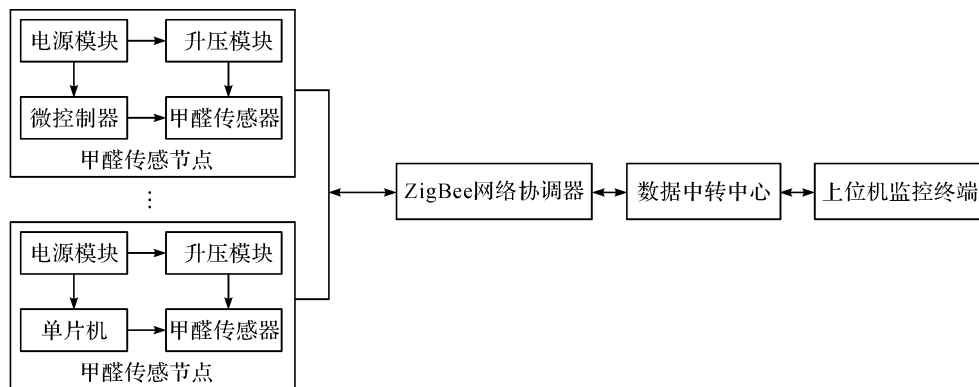 电源模块
升压模块
微控制器
甲醛传感器
甲醛传感节点
⋮
电源模块
升压模块
单片机
甲醛传感器
甲醛传感节点
ZigBee网络协调器
数据中转中心
上位机监控终端